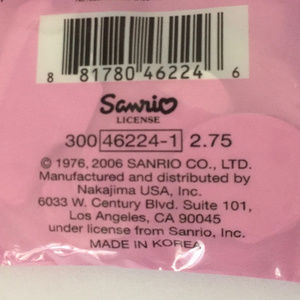 8 81780 46224 6
Sanrio
LICENSE
300 46224-1 2.75
© 1976, 2006 SANRIO CO., LTD.
Manufactured and distributed by
Nakajima USA, Inc.
6033 W. Century Blvd. Suite 101,
Los Angeles, CA 90045
under license from Sanrio, Inc.
MADE IN KOREA